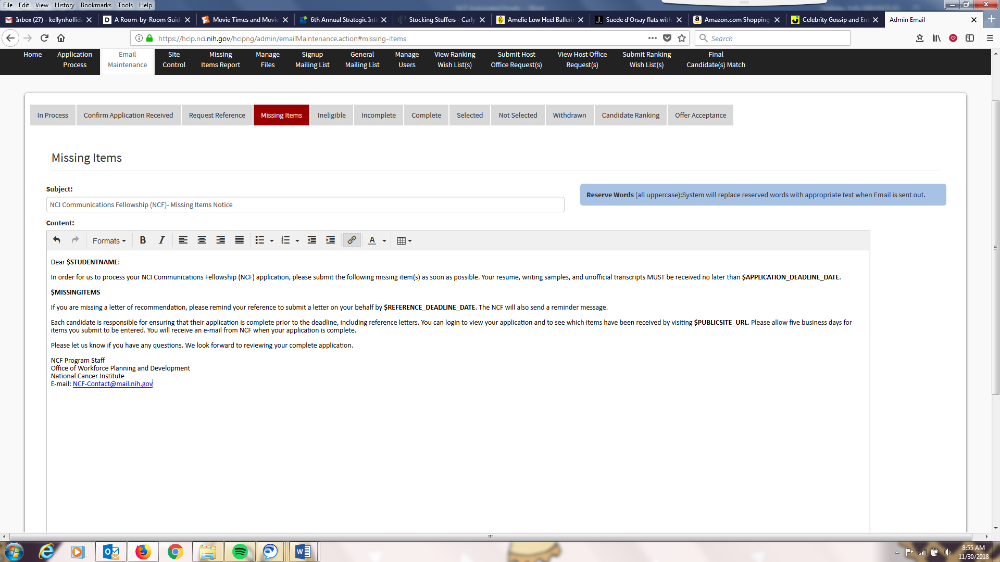 File Edit View History Bookmarks Tools Help
Inbox (27) - kellynhollida
A Room-by-Room Guid
Movie Times and Movie
6th Annual Strategic Inte
Stocking Stuffers - Carly
Amelie Low Heel Ballerin
Suede d'Orsay flats with
Amazon.com Shopping
Celebrity Gossip and Ent
Admin Email
https://hcip.nci.nih.gov/hcipng/admin/emailMaintenance.action#missing-items
Search
Home
Application Process
Email Maintenance
Site Control
Missing Items Report
Manage Files
Signup Mailing List
General Mailing List
Manage Users
View Ranking Wish List(s)
Submit Host Office Request(s)
View Host Office Request(s)
Submit Ranking Wish List(s)
Final Candidate(s) Match
In Process
Confirm Application Received
Request Reference
Missing Items
Ineligible
Incomplete
Complete
Selected
Not Selected
Withdrawn
Candidate Ranking
Offer Acceptance
Missing Items
Subject:
Reserve Words (all uppercase):System will replace reserved words with appropriate text when Email is sent out.
NCI Communications Fellowship (NCF)- Missing Items Notice
Content:
Formats B I A
Dear $STUDENTNAME:
In order for us to process your NCI Communications Fellowship (NCF) application, please submit the following missing item(s) as soon as possible. Your resume, writing samples, and unofficial transcripts MUST be received no later than $APPLICATION_DEADLINE_DATE.
$MISSINGITEMS
If you are missing a letter of recommendation, please remind your reference to submit a letter on your behalf by $REFERENCE_DEADLINE_DATE. The NCF will also send a reminder message.
Each candidate is responsible for ensuring that their application is complete prior to the deadline, including reference letters. You can login to view your application and to see which items have been received by visiting $PUBLICSITE_URL. Please allow five business days for
items you submit to be entered. You will receive an e-mail from NCF when your application is complete.
Please let us know if you have any questions. We look forward to reviewing your complete application.
NCF Program Staff
Office of Workforce Planning and Development
National Cancer Institute
E-mail: NCF-Contact@mail.nih.gov
8:55 AM
11/30/2018